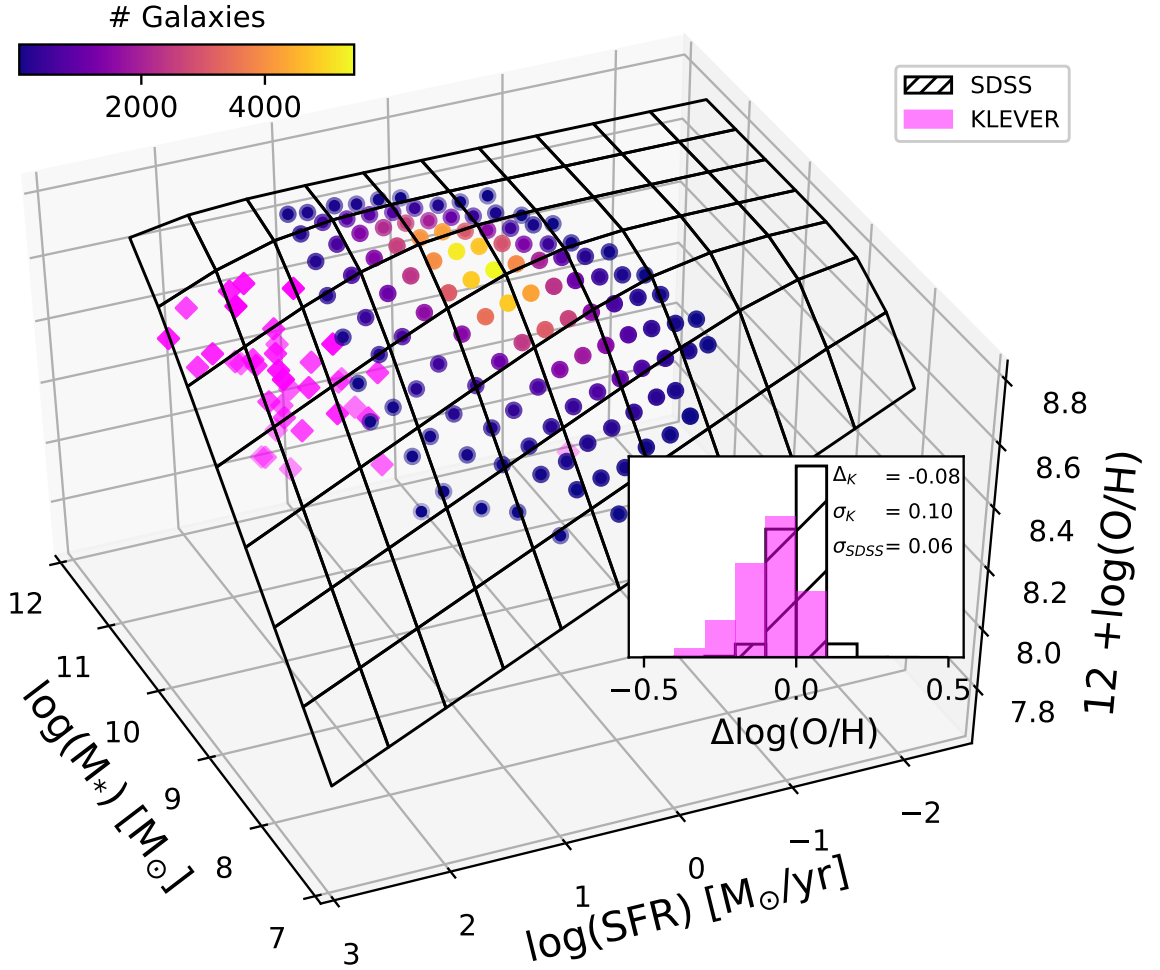 # Galaxies
2000 4000
SDSS
KLEVER
8.8
8.6
8.4
8.2
8.0
7.8
12 +log(O/H)
Δ_K = -0.08
σ_K = 0.10
σ_SDSS = 0.06
−0.5 0.0 0.5
Δlog(O/H)
12
11
10
9
8
7
log(M_*) [M_⊙]
3
2
1
0
−1
−2
log(SFR) [M_⊙/yr]